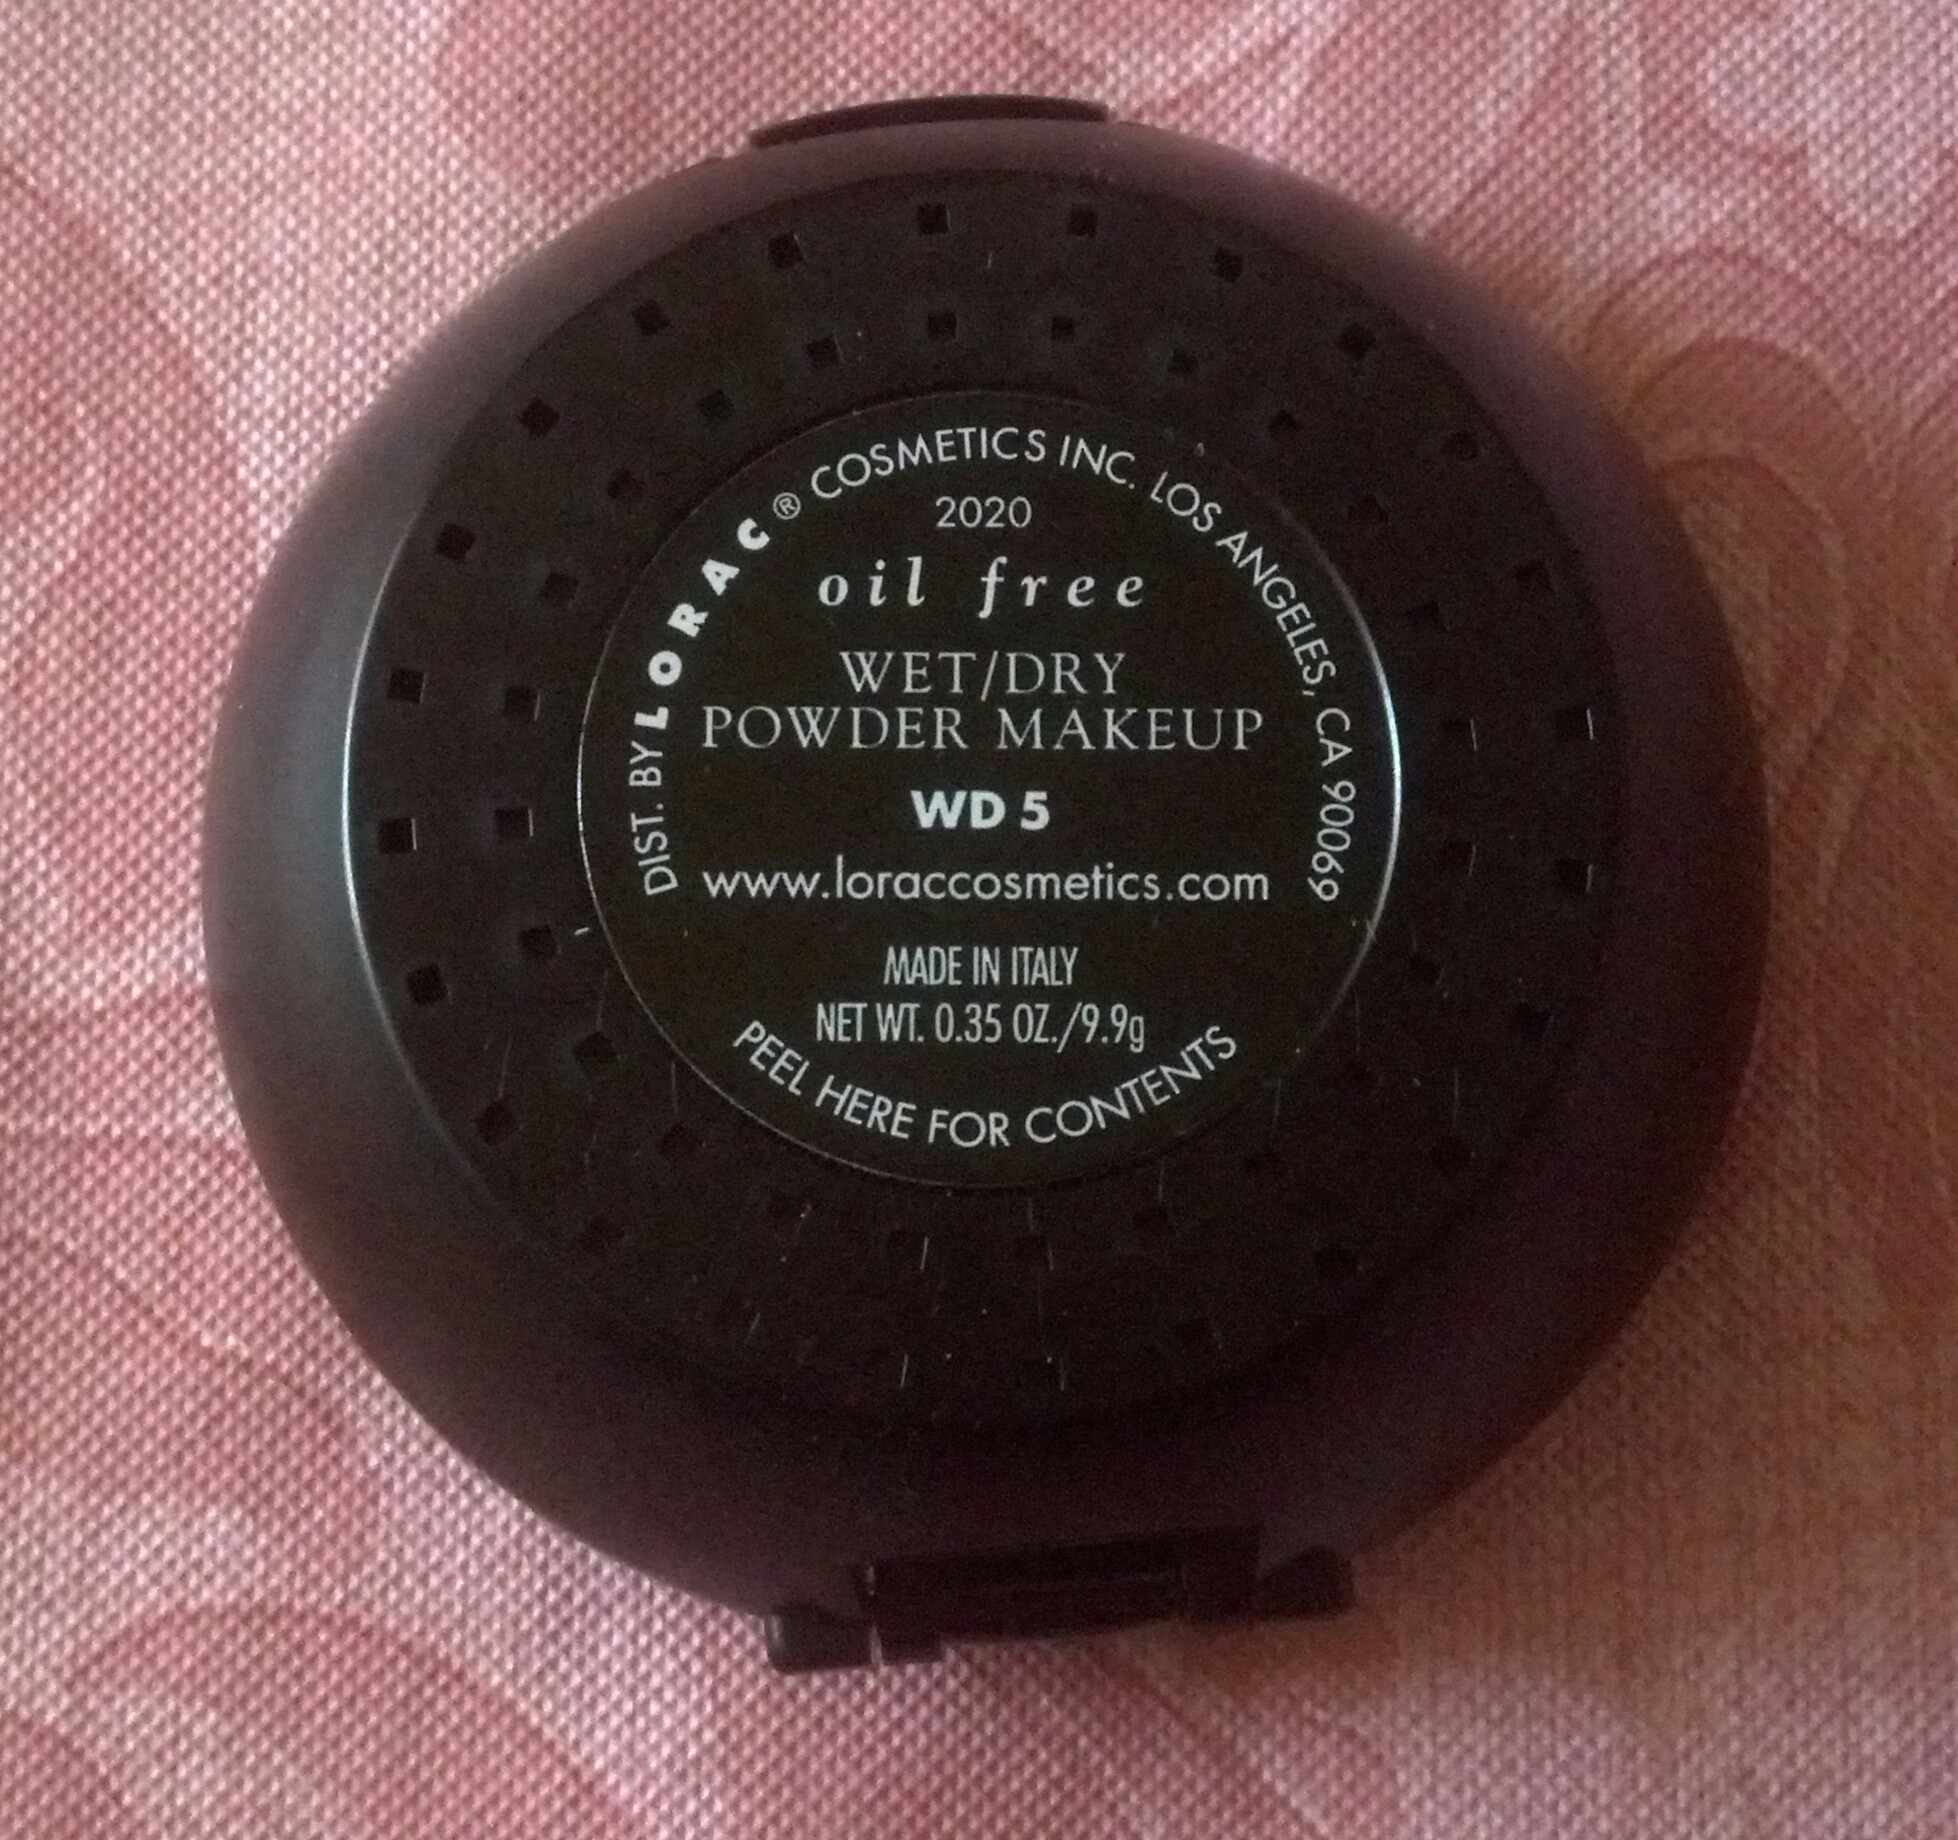 DIST. BY LORAC® COSMETICS INC. LOS ANGELES, CA 90069
2020
oil free
WET/DRY
POWDER MAKEUP
WD 5
www.loraccosmetics.com
MADE IN ITALY
NET WT. 0.35 OZ./9.9g
PEEL HERE FOR CONTENTS